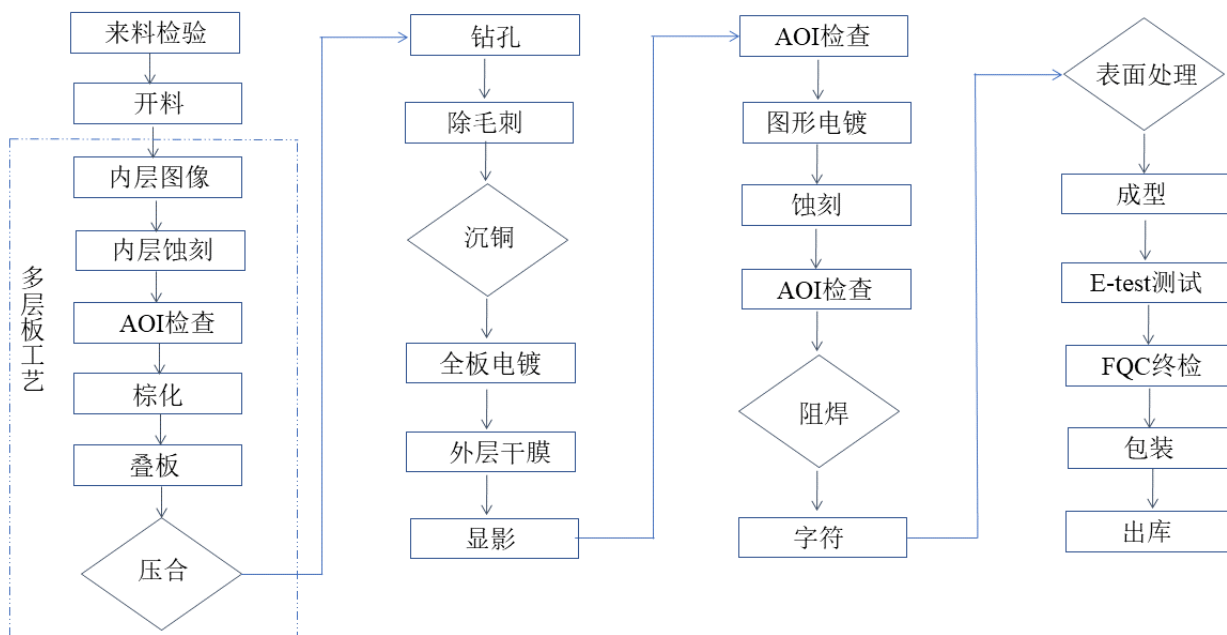 来料检验
开料
多层板工艺
内层图像
内层蚀刻
AOI检查
棕化
叠板
压合
钻孔
除毛刺
沉铜
全板电镀
外层干膜
显影
AOI检查
图形电镀
蚀刻
AOI检查
阻焊
字符
表面处理
成型
E-test测试
FQC终检
包装
出库